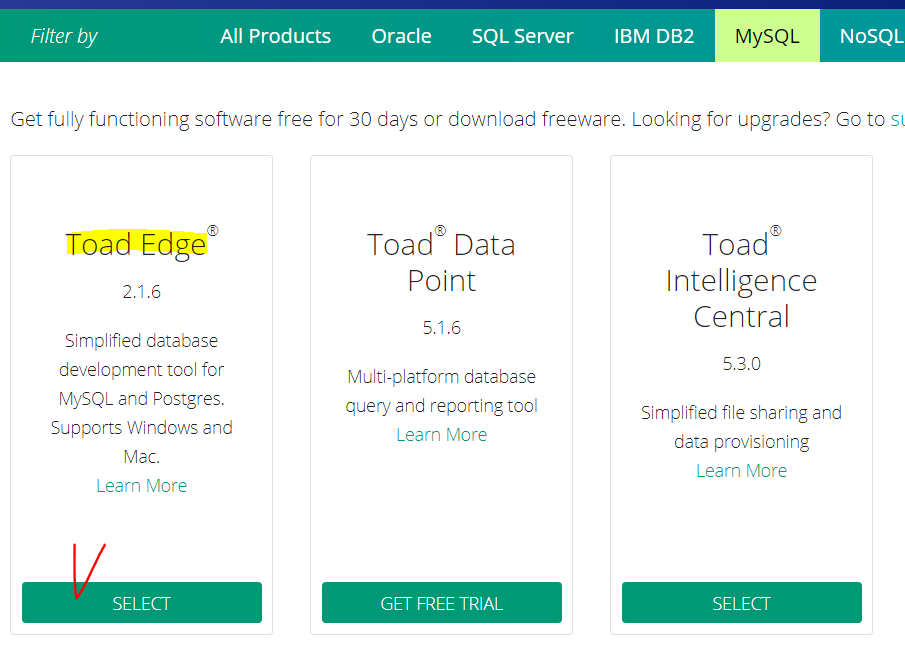 Filter by All Products Oracle SQL Server IBM DB2 MySQL NoSQL
Get fully functioning software free for 30 days or download freeware. Looking for upgrades? Go to su
Toad Edge®
2.1.6
Simplified database
development tool for
MySQL and Postgres.
Supports Windows and
Mac.
Learn More
SELECT
Toad® Data
Point
5.1.6
Multi-platform database
query and reporting tool
Learn More
GET FREE TRIAL
Toad®
Intelligence
Central
5.3.0
Simplified file sharing and
data provisioning
Learn More
SELECT